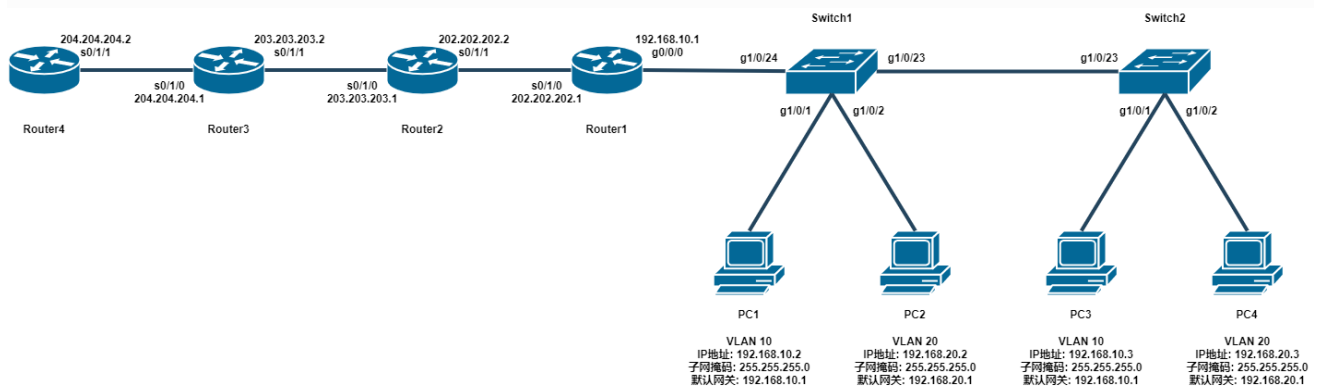 Switch1
Switch2
204.204.204.2
s0/1/1
203.203.203.2
s0/1/1
202.202.202.2
s0/1/1
192.168.10.1
g0/0/0
g1/0/24
g1/0/23
g1/0/23
s0/1/0
204.204.204.1
s0/1/0
203.203.203.1
s0/1/0
202.202.202.1
g1/0/1
g1/0/2
g1/0/1
g1/0/2
Router4
Router3
Router2
Router1
PC1
PC2
PC3
PC4
VLAN 10
IP地址: 192.168.10.2
子网掩码: 255.255.255.0
默认网关: 192.168.10.1
VLAN 20
IP地址: 192.168.20.2
子网掩码: 255.255.255.0
默认网关: 192.168.20.1
VLAN 10
IP地址: 192.168.10.3
子网掩码: 255.255.255.0
默认网关: 192.168.10.1
VLAN 20
IP地址: 192.168.20.3
子网掩码: 255.255.255.0
默认网关: 192.168.20.1